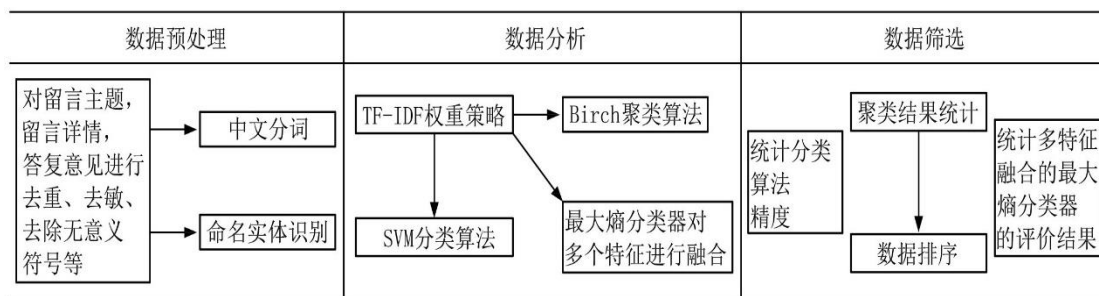 数据预处理
数据分析
数据筛选
对留言主题，
留言详情，
答复意见进行
去重、去敏、
去除无意义
符号等
中文分词
命名实体识别
TF-IDF权重策略
Birch聚类算法
SVM分类算法
最大熵分类器对
多个特征进行融合
统计分类
算法
精度
聚类结果统计
数据排序
统计多特征
融合的最大
熵分类器
的评价结果